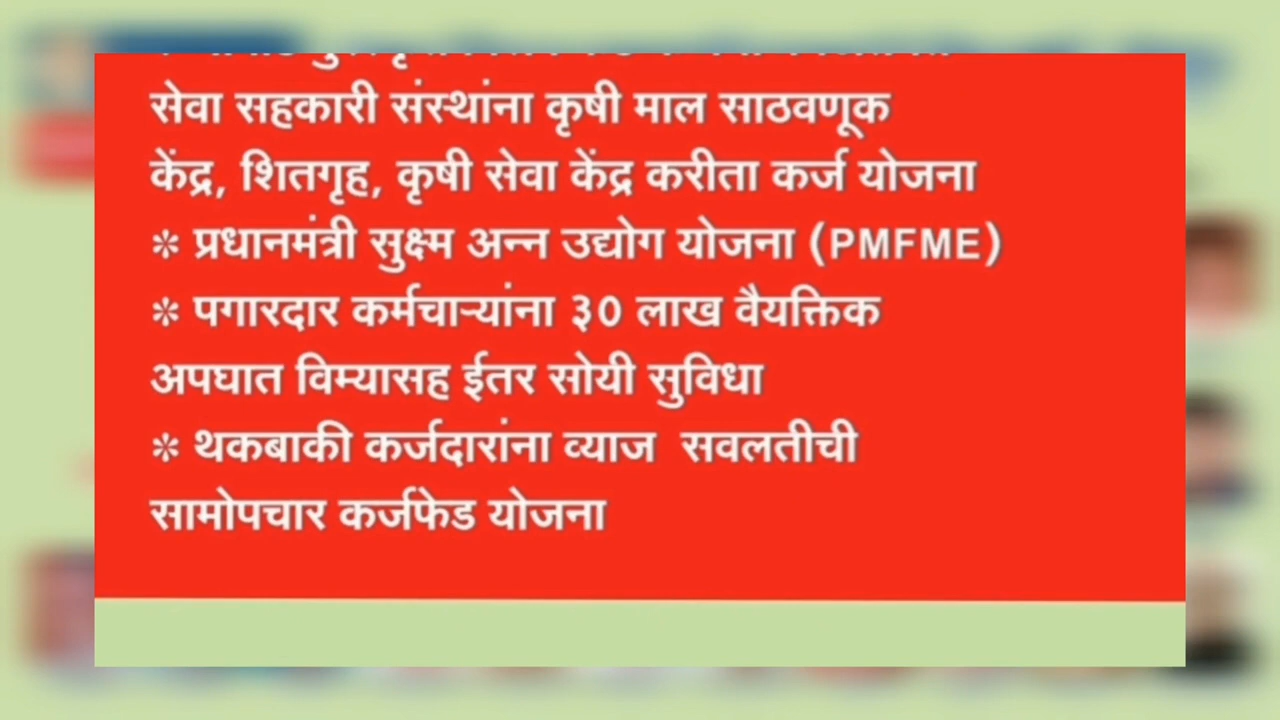 सेवा सहकारी संस्थांना कृषी माल साठवणूक
केंद्र, शितगृह, कृषी सेवा केंद्र करीता कर्ज योजना
* प्रधानमंत्री सुक्ष्म अन्न उद्योग योजना (PMFME)
* पगारदार कर्मचाऱ्यांना ३० लाख वैयक्तिक
अपघात विम्यासह ईतर सोयी सुविधा
* थकबाकी कर्जदारांना व्याज सवलतीची
सामोपचार कर्जफेड योजना